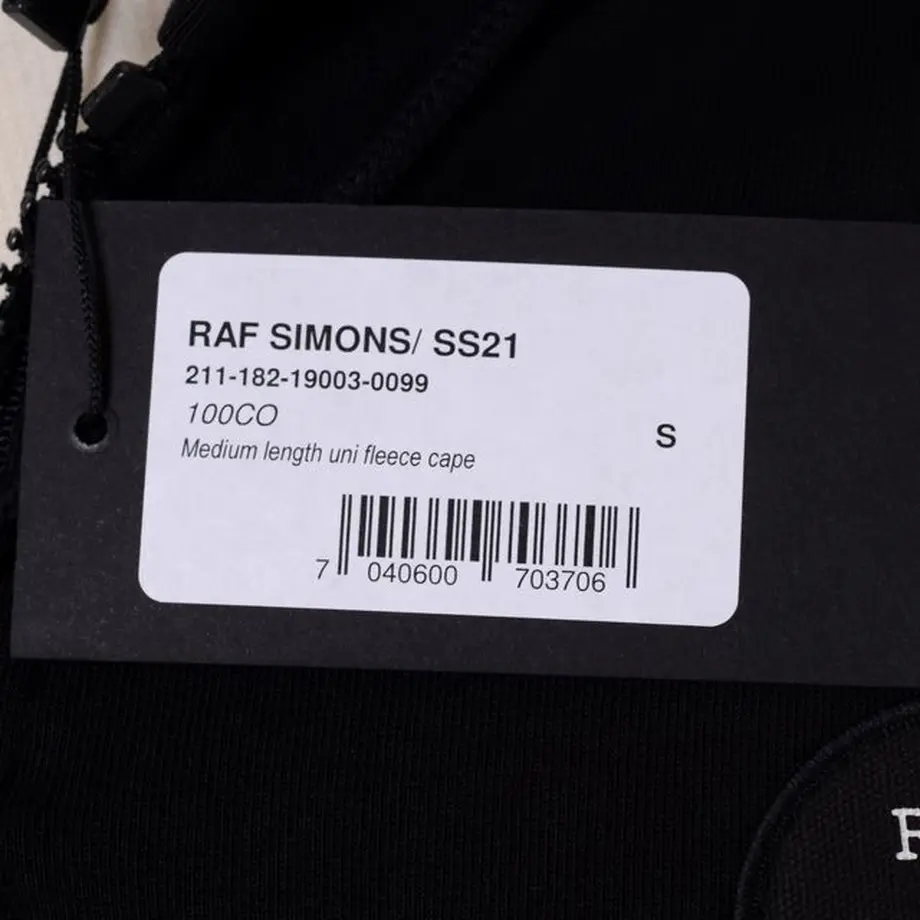 RAF SIMONS/ SS21
211-182-19003-0099
100CO
S
Medium length uni fleece cape
7 040600 703706